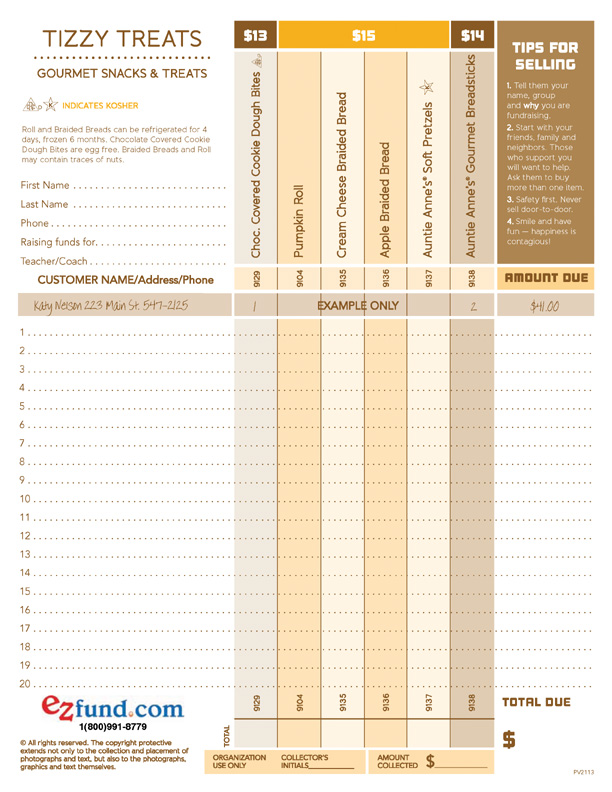 TIZZY TREATS
GOURMET SNACKS & TREATS
INDICATES KOSHER
Roll and Braided Breads can be refrigerated for 4
days, frozen 6 months. Chocolate Covered Cookie
Dough Bites are egg free. Braided Breads and Roll
may contain traces of nuts.
First Name
Last Name
Phone
Raising funds for
Teacher/Coach
CUSTOMER NAME/Address/Phone
$13
$15
$14
Choc. Covered Cookie Dough Bites
Pumpkin Roll
Cream Cheese Braided Bread
Apple Braided Bread
Auntie Anne's® Soft Pretzels
Auntie Anne's® Gourmet Breadsticks
9129
9104
9135
9136
9137
9138
TIPS FOR
SELLING
1. Tell them your
name, group
and why you are
fundraising.
2. Start with your
friends, family and
neighbors. Those
who support you
will want to help.
Ask them to buy
more than one item.
3. Safety first. Never
sell door-to-door.
4. Smile and have
fun — happiness is
contagious!
AMOUNT DUE
Katy Nelson 223 Main St. 547-2125 1 EXAMPLE ONLY 2 $41.00
1
2
3
4
5
6
7
8
9
10
11
12
13
14
15
16
17
18
19
20
ezfund.com
1(800)991-8779
© All rights reserved. The copyright protective
extends not only to the collection and placement of
photographs and text, but also to the photographs,
graphics and text themselves.
TOTAL
9129
9104
9135
9136
9137
9138
TOTAL DUE
$
ORGANIZATION
USE ONLY
COLLECTOR'S
INITIALS
AMOUNT
COLLECTED $
PV2113